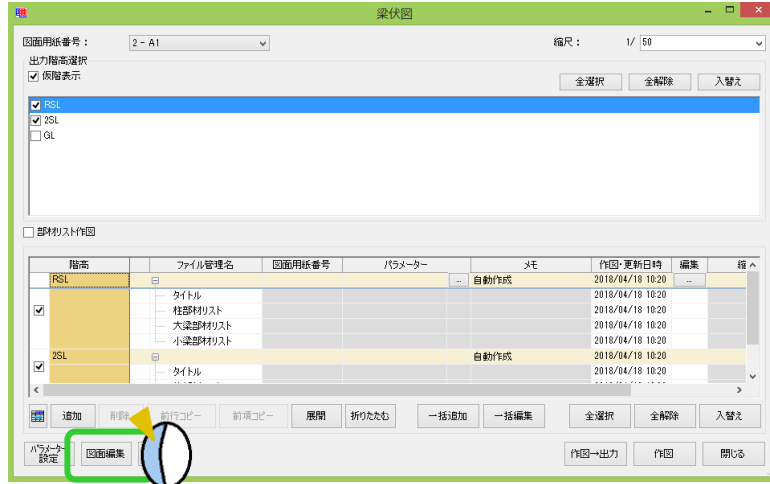 梁伏図
図面用紙番号： 2 - A1 縮尺： 1/ 50
出力階高選択
仮階表示 全選択 全解除 入替え
RSL
2SL
GL
部材リスト作図
階高 ファイル管理名 図面用紙番号 パラメーター メモ 作図・更新日時 編集 縮
RSL ... 自動作成 2018/04/18 10:20 ...
タイトル 2018/04/18 10:20
柱部材リスト 2018/04/18 10:20
大梁部材リスト 2018/04/18 10:20
小梁部材リスト 2018/04/18 10:20
2SL 自動作成 2018/04/18 10:20
タイトル 2018/04/18 10:20
追加 削除 前行コピー 前項コピー 展開 折りたたむ 一括追加 一括編集 全選択 全解除 入替え
パラメーター
設定 図面編集 作図→出力 作図 閉じる